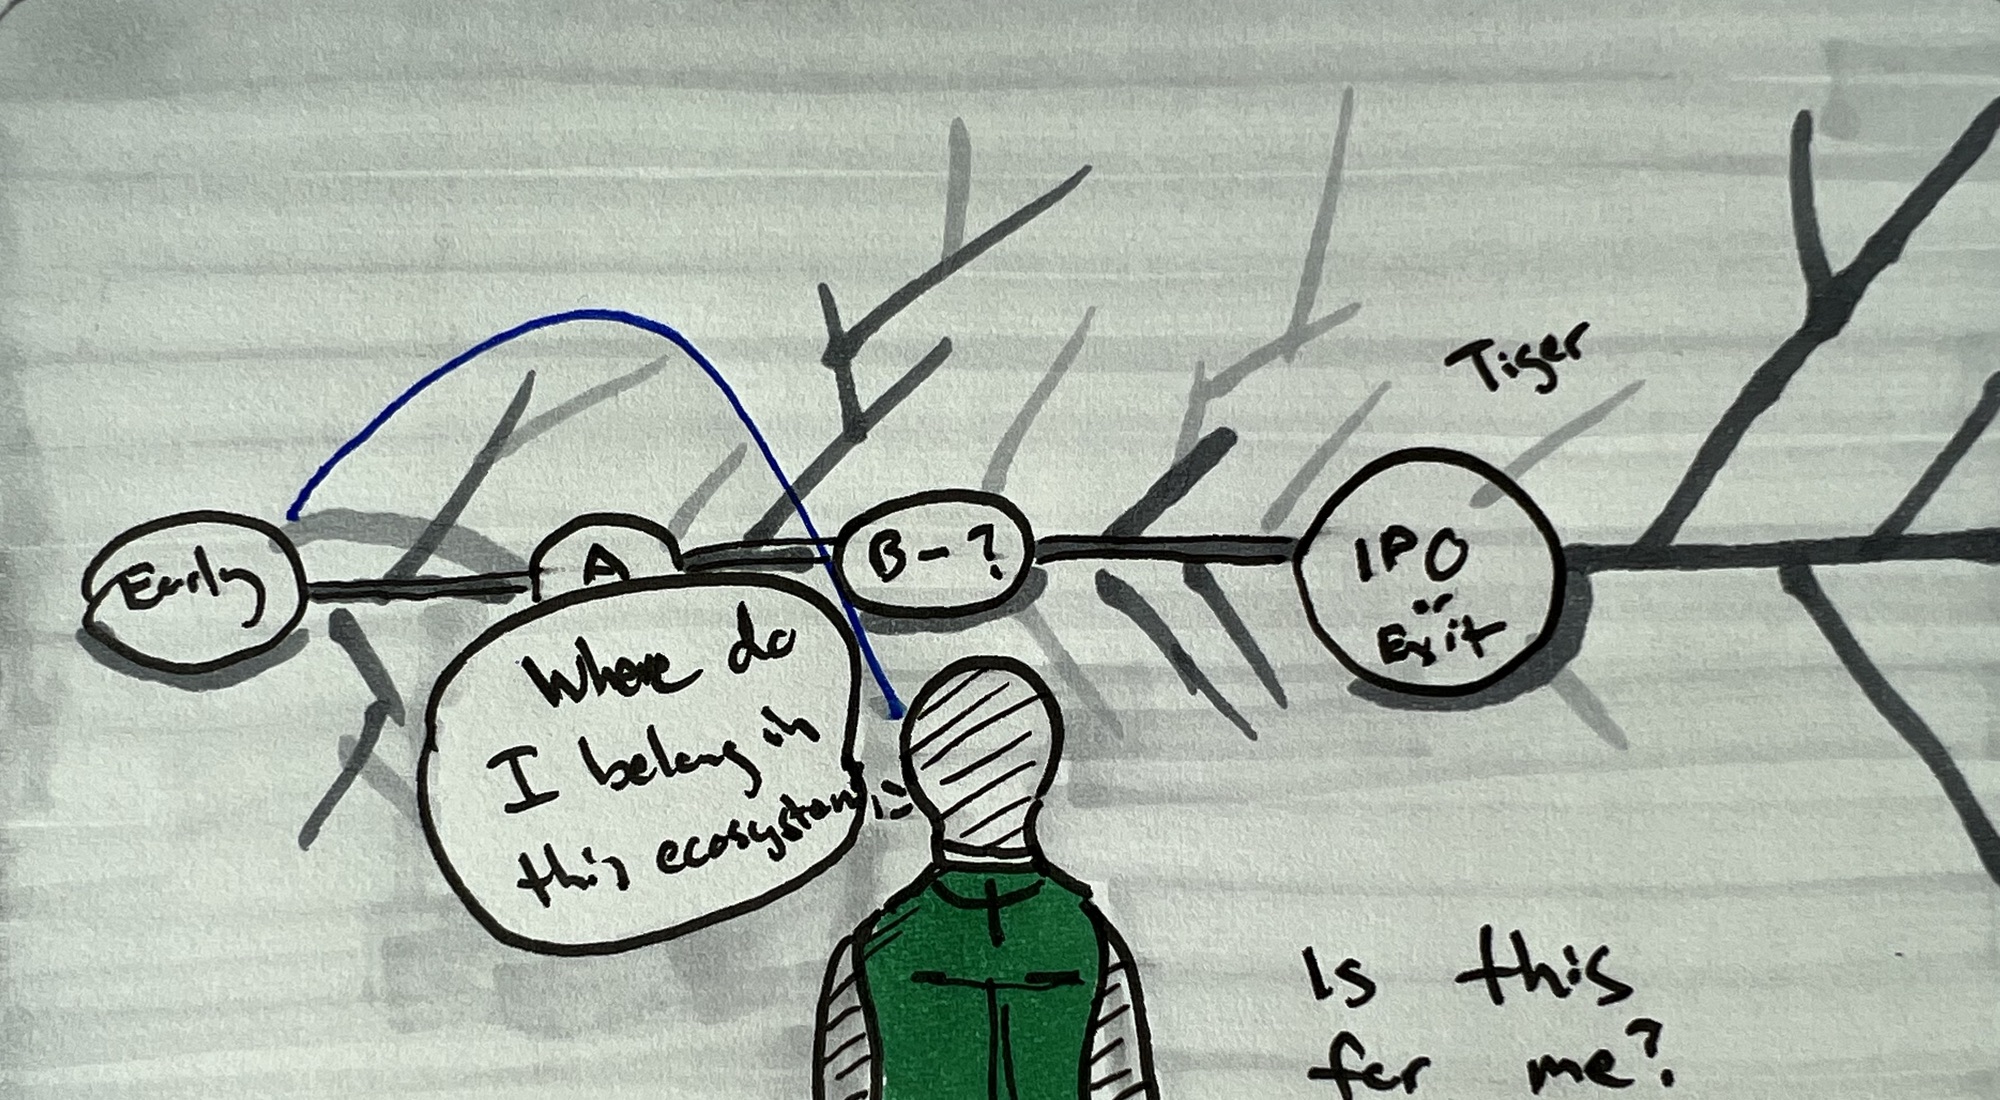 Tiger
Early
A
B-?
IPO
or
Exit
Where do
I belong in
this ecosystem
Is this
for me?